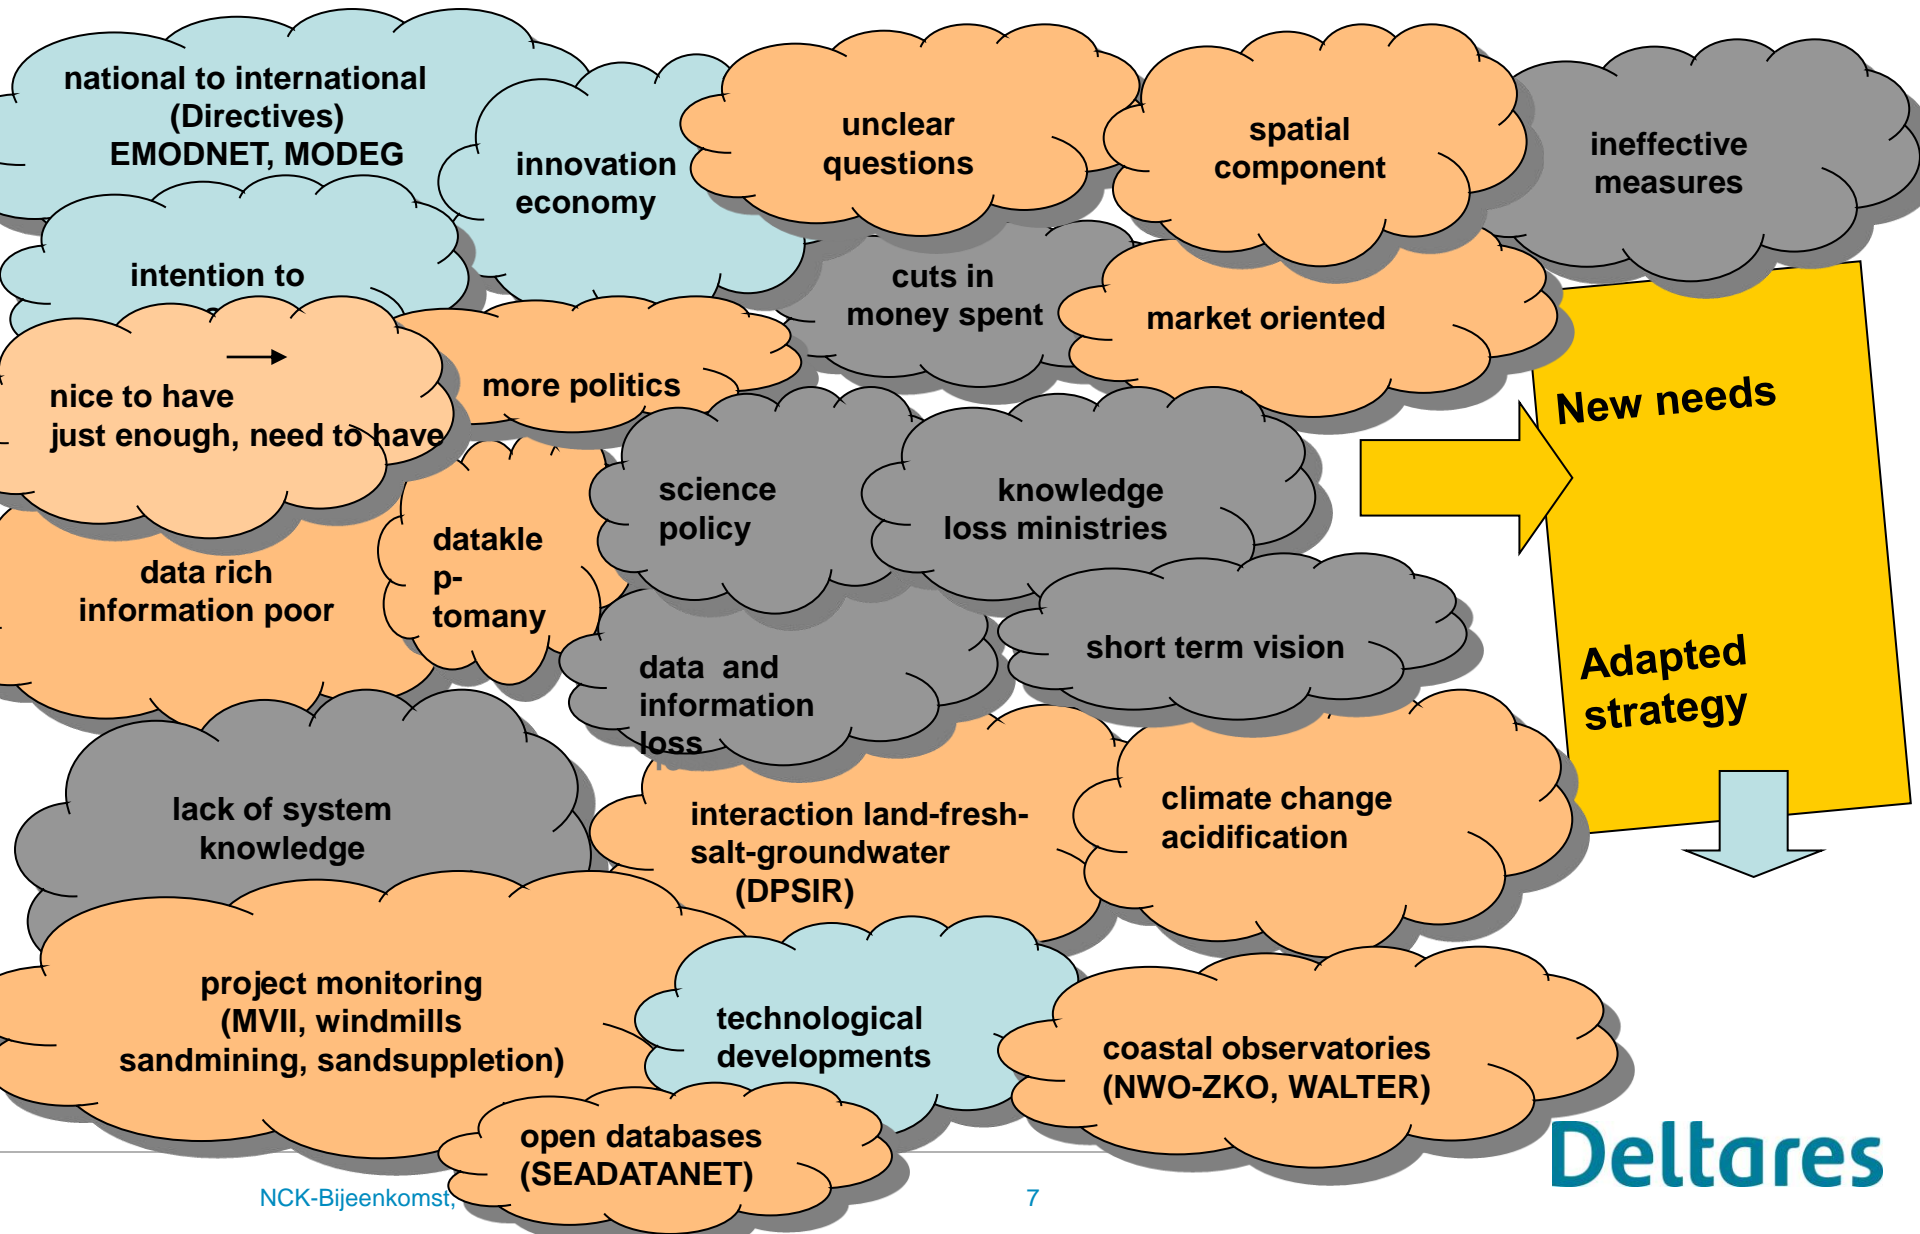 national to international
(Directives)
EMODNET, MODEG
innovation
economy
unclear
questions
spatial
component
ineffective
measures
intention to
cuts in
money spent
market oriented
nice to have
just enough, need to have
more politics
New needs
science
policy
knowledge
loss ministries
datakle
p-
tomany
data rich
information poor
short term vision
data and
information
loss
Adapted
strategy
lack of system
knowledge
interaction land-fresh-
salt-groundwater
(DPSIR)
climate change
acidification
project monitoring
(MVII, windmills
sandmining, sandsuppletion)
technological
developments
coastal observatories
(NWO-ZKO, WALTER)
open databases
(SEADATANET)
NCK-Bijeenkomst,
7
Deltares